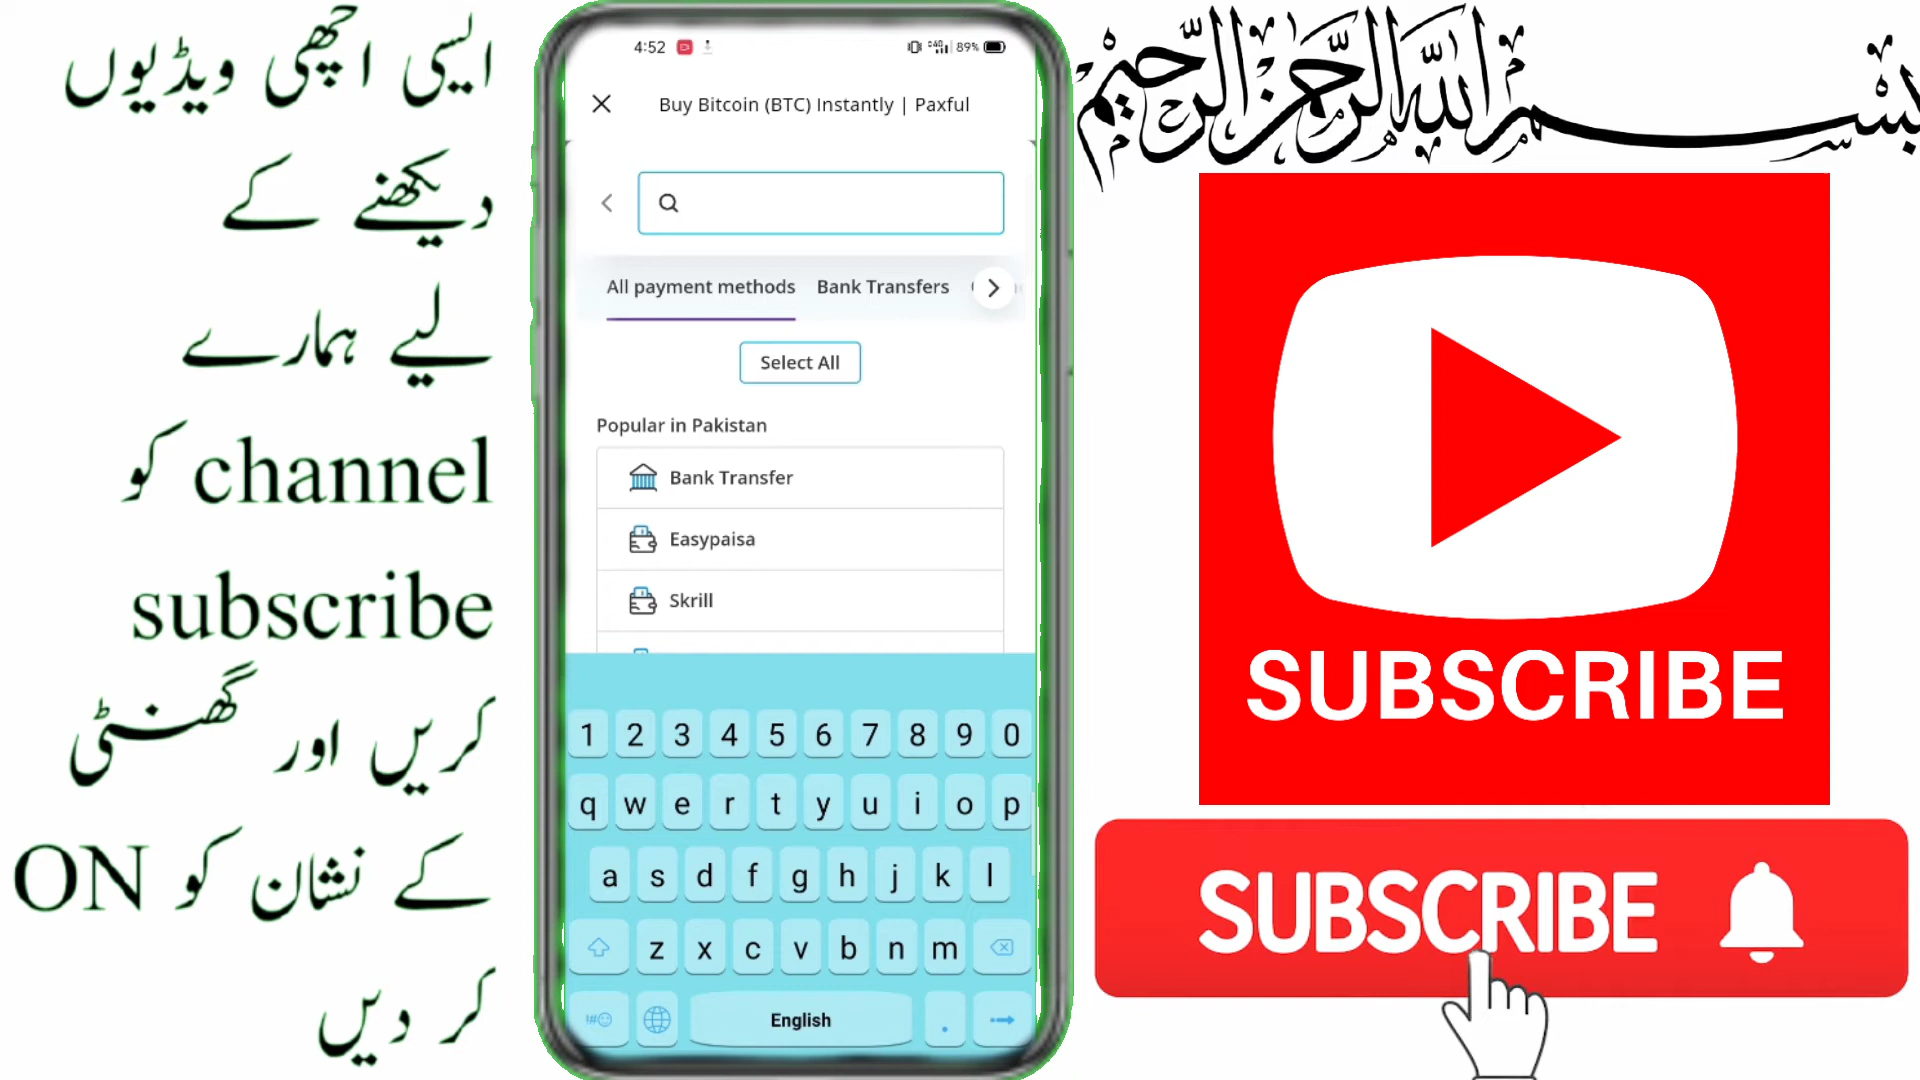 ایسی اچھی ویڈیوں
دیکھنے کے
لیے ہمارے
channel کو
subscribe
کریں اور گھنٹی
کے نشان کو ON
کر دیں
4:52
4G 89%
Buy Bitcoin (BTC) Instantly | Paxful
All payment methods Bank Transfers
Select All
Popular in Pakistan
Bank Transfer
Easypaisa
Skrill
1 2 3 4 5 6 7 8 9 0
q w e r t y u i o p
a s d f g h j k l
z x c v b n m
!#☺ English .
بسم الله الرحمن الرحيم
SUBSCRIBE
SUBSCRIBE